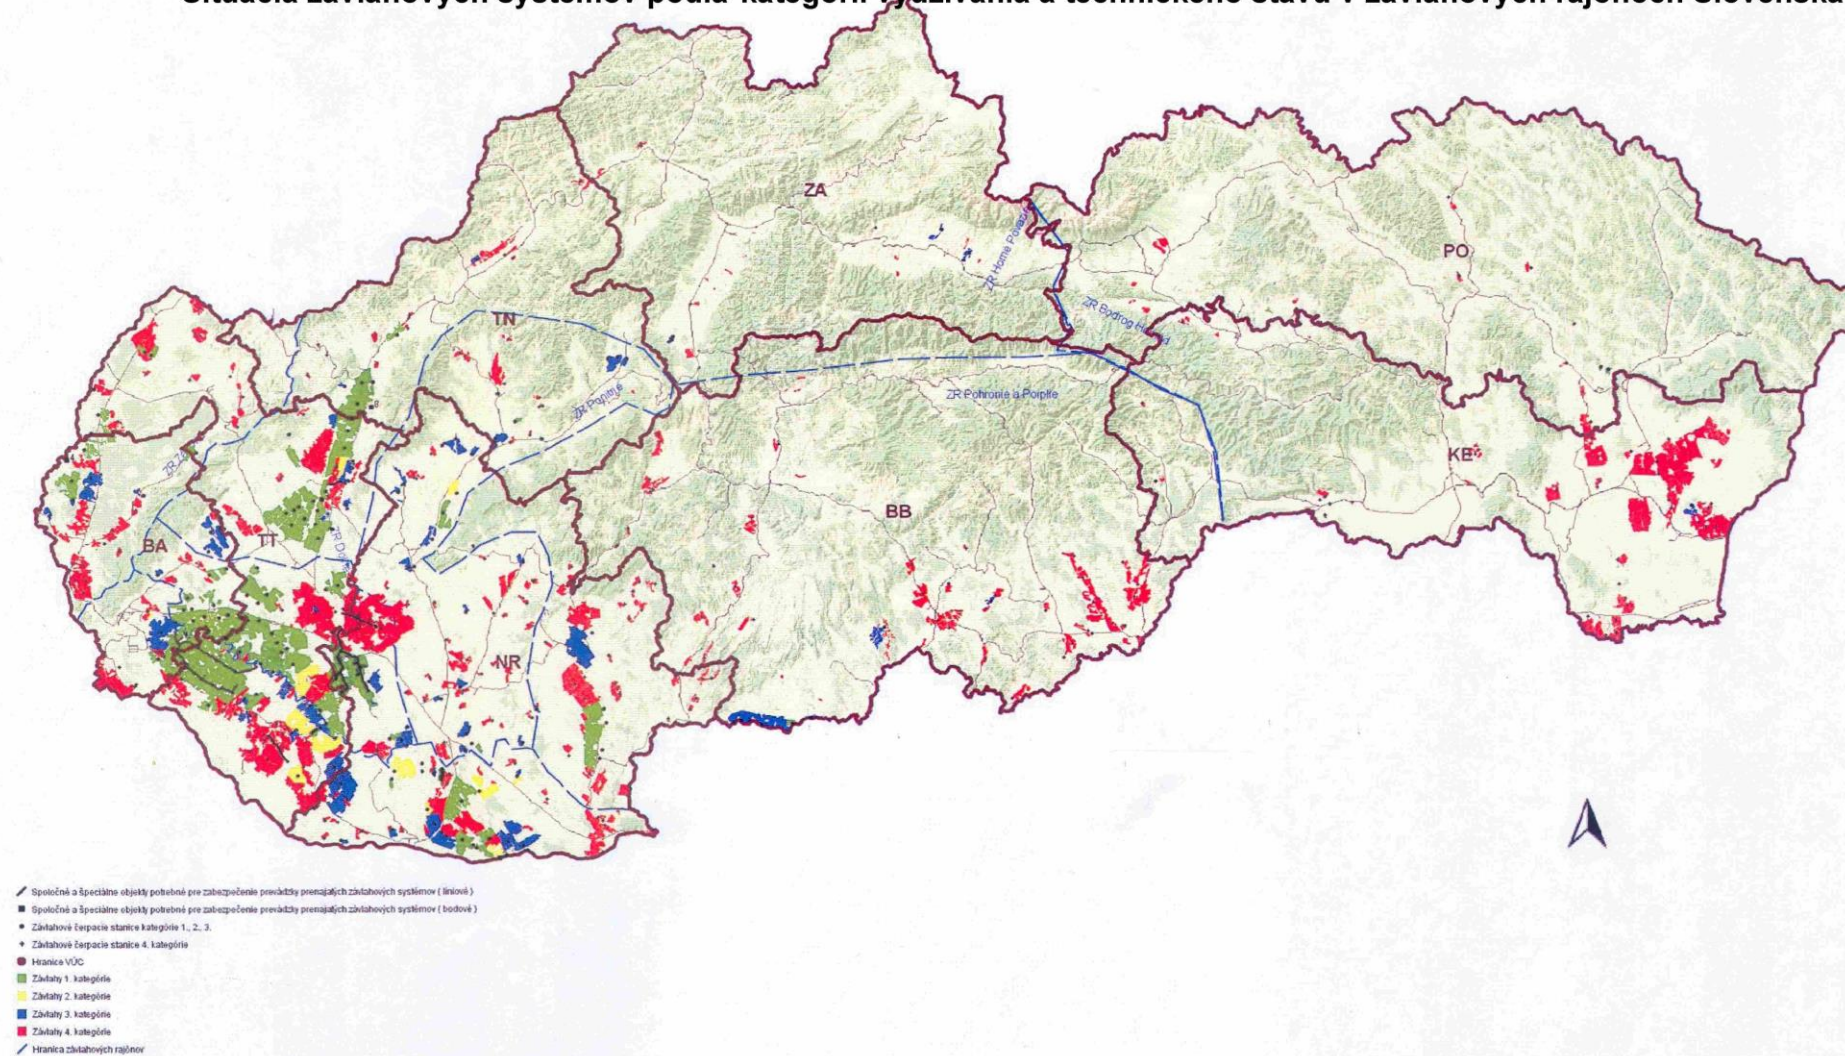 Situácia závlahových systémov podľa kategórií využívania a technického stavu v závlahových rajónoch Slovenska
ZA
ZR Horné Považie
PO
ZR Bodrog Hornád
TN
ZR Ponitrie
ZR Pohronie a Poiplie
KE
BB
BA
TT
NR
Spoločné a špeciálne objekty potrebné pre zabezpečenie prevádzky prenajatých závlahových systémov ( líniové )
Spoločné a špeciálne objekty potrebné pre zabezpečenie prevádzky prenajatých závlahových systémov ( bodové )
Závlahové čerpacie stanice kategórie 1., 2., 3.
Závlahové čerpacie stanice 4. kategórie
Hranice VÚC
Závlahy 1. kategórie
Závlahy 2. kategórie
Závlahy 3. kategórie
Závlahy 4. kategórie
Hranica závlahových rajónov